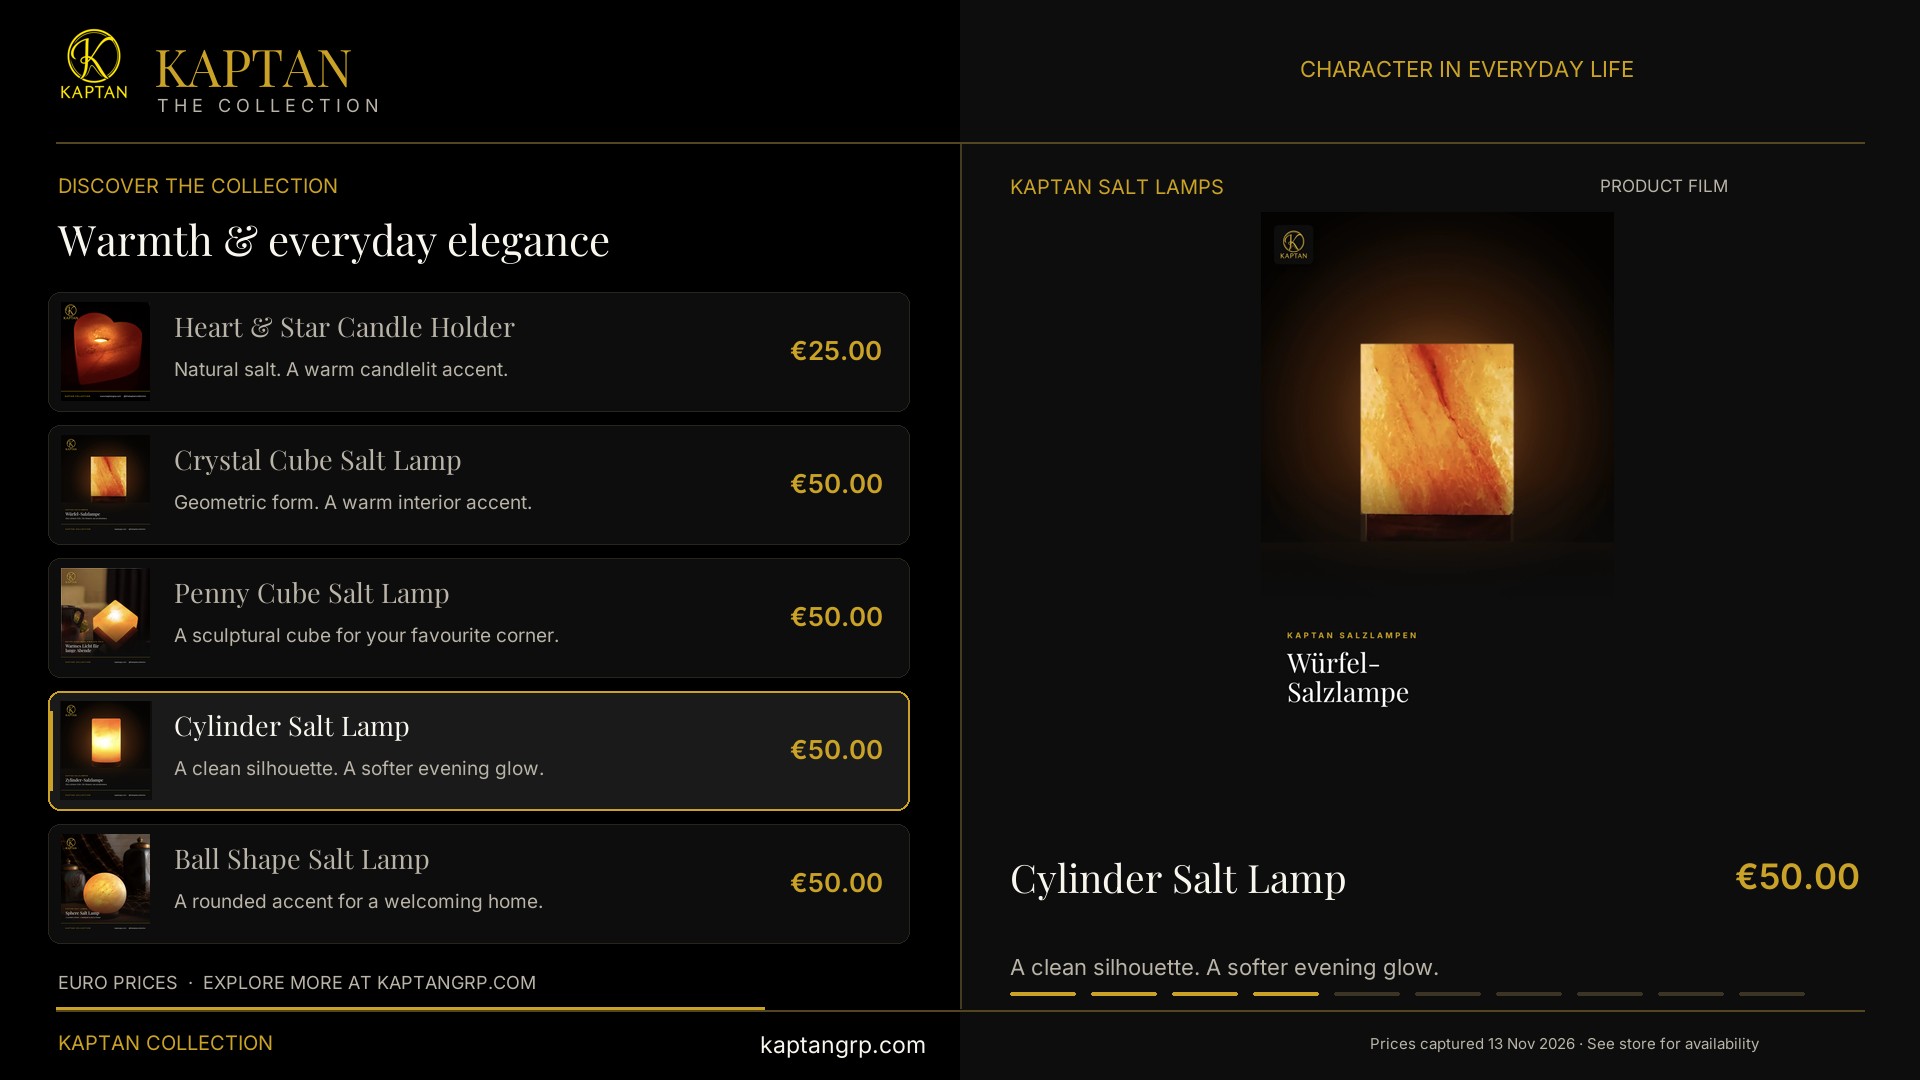 KAPTAN
KAPTAN
THE COLLECTION
CHARACTER IN EVERYDAY LIFE
DISCOVER THE COLLECTION
Warmth & everyday elegance
Heart & Star Candle Holder
Natural salt. A warm candlelit accent.
€25.00
Crystal Cube Salt Lamp
Geometric form. A warm interior accent.
€50.00
Penny Cube Salt Lamp
A sculptural cube for your favourite corner.
€50.00
Cylinder Salt Lamp
A clean silhouette. A softer evening glow.
€50.00
Ball Shape Salt Lamp
A rounded accent for a welcoming home.
€50.00
EURO PRICES · EXPLORE MORE AT KAPTANGRP.COM
KAPTAN SALT LAMPS
PRODUCT FILM
KAPTAN
KAPTAN SALZLAMPEN
Würfel-
Salzlampe
Cylinder Salt Lamp
€50.00
A clean silhouette. A softer evening glow.
KAPTAN COLLECTION
kaptangrp.com
Prices captured 13 Nov 2026 · See store for availability